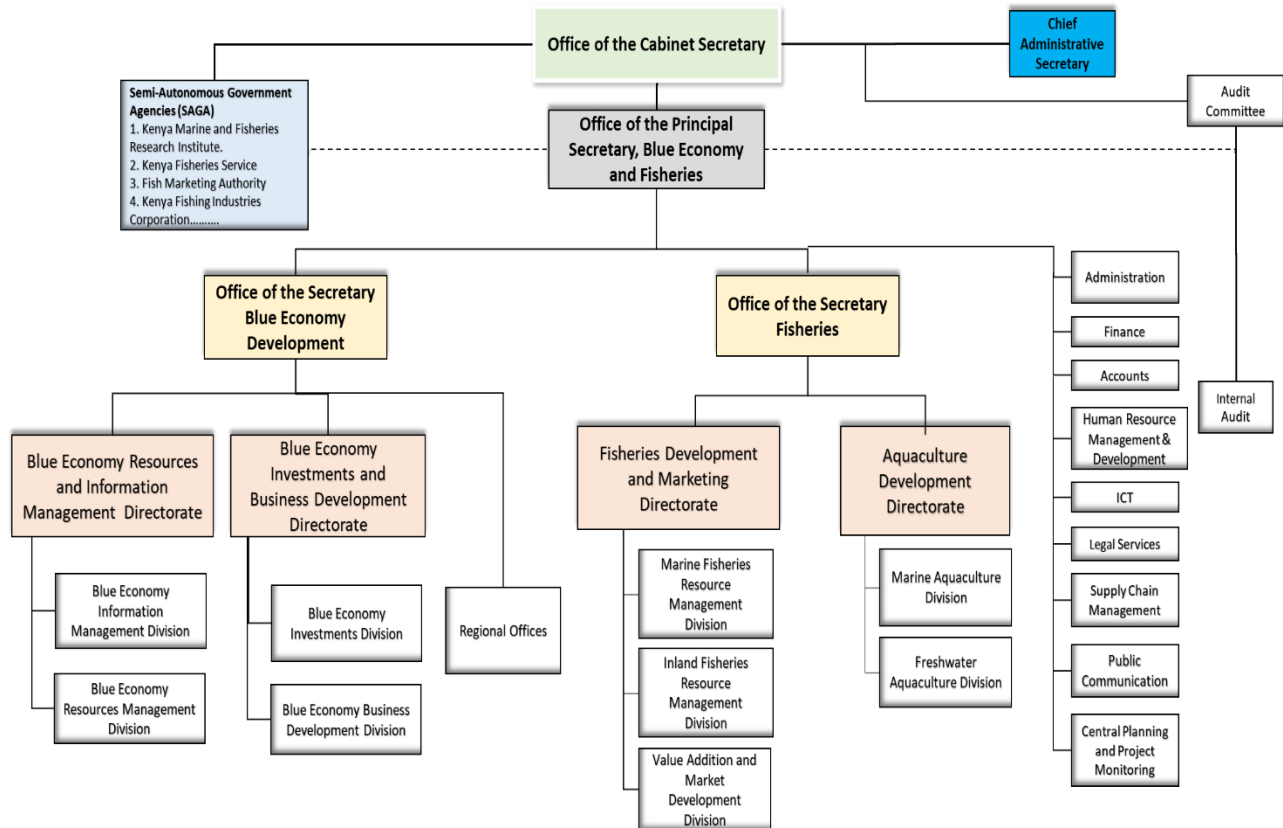 Office of the Cabinet Secretary
Chief
Administrative
Secretary
Semi-Autonomous Government
Agencies (SAGA)
1. Kenya Marine and Fisheries
Research Institute.
2. Kenya Fisheries Service
3. Fish Marketing Authority
4. Kenya Fishing Industries
Corporation……….
Audit
Committee
Office of the Principal
Secretary, Blue Economy
and Fisheries
Office of the Secretary
Blue Economy
Development
Office of the Secretary
Fisheries
Administration
Finance
Accounts
Human Resource
Management &
Development
ICT
Legal Services
Supply Chain
Management
Public
Communication
Central Planning
and Project
Monitoring
Internal
Audit
Blue Economy Resources
and Information
Management Directorate
Blue Economy
Investments and
Business Development
Directorate
Fisheries Development
and Marketing
Directorate
Aquaculture
Development
Directorate
Blue Economy
Information
Management Division
Blue Economy
Resources Management
Division
Blue Economy
Investments Division
Blue Economy Business
Development Division
Regional Offices
Marine Fisheries
Resource
Management
Division
Inland Fisheries
Resource
Management
Division
Value Addition and
Market
Development
Division
Marine Aquaculture
Division
Freshwater
Aquaculture Division